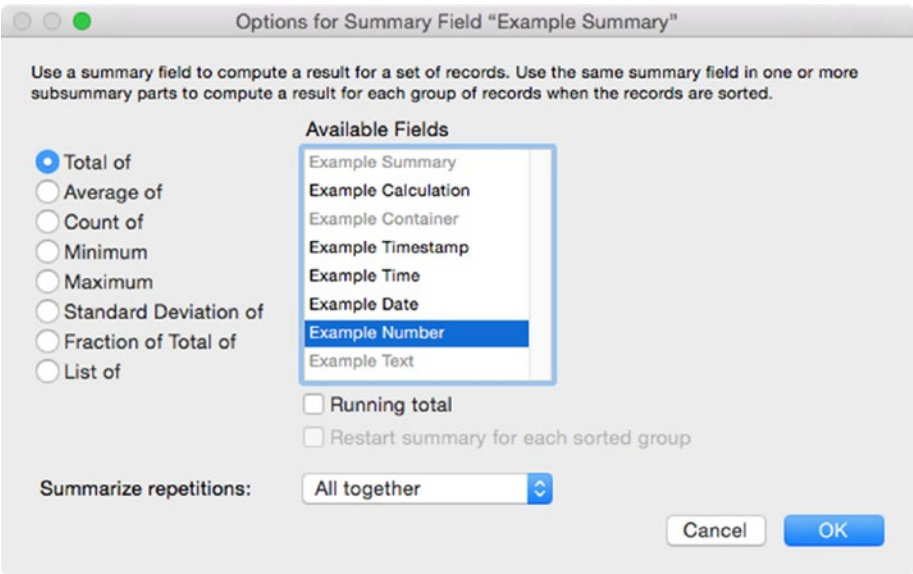 Options for Summary Field “Example Summary”
Use a summary field to compute a result for a set of records. Use the same summary field in one or more
subsummary parts to compute a result for each group of records when the records are sorted.
Available Fields
Total of
Average of
Count of
Minimum
Maximum
Standard Deviation of
Fraction of Total of
List of
Example Summary
Example Calculation
Example Container
Example Timestamp
Example Time
Example Date
Example Number
Example Text
Running total
Restart summary for each sorted group
Summarize repetitions: All together
Cancel OK